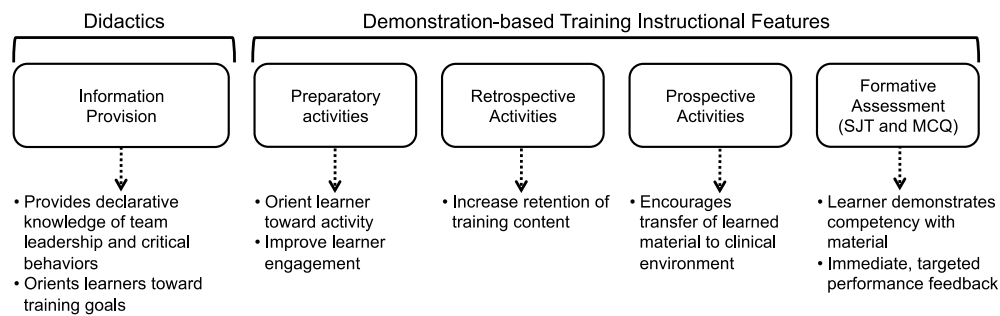 Didactics
Demonstration-based Training Instructional Features
Information
Provision
Preparatory
activities
Retrospective
Activities
Prospective
Activities
Formative
Assessment
(SJT and MCQ)
• Provides declarative
knowledge of team
leadership and critical
behaviors
• Orients learners toward
training goals
• Orient learner
toward activity
• Improve learner
engagement
• Increase retention of
training content
• Encourages
transfer of learned
material to clinical
environment
• Learner demonstrates
competency with
material
• Immediate, targeted
performance feedback